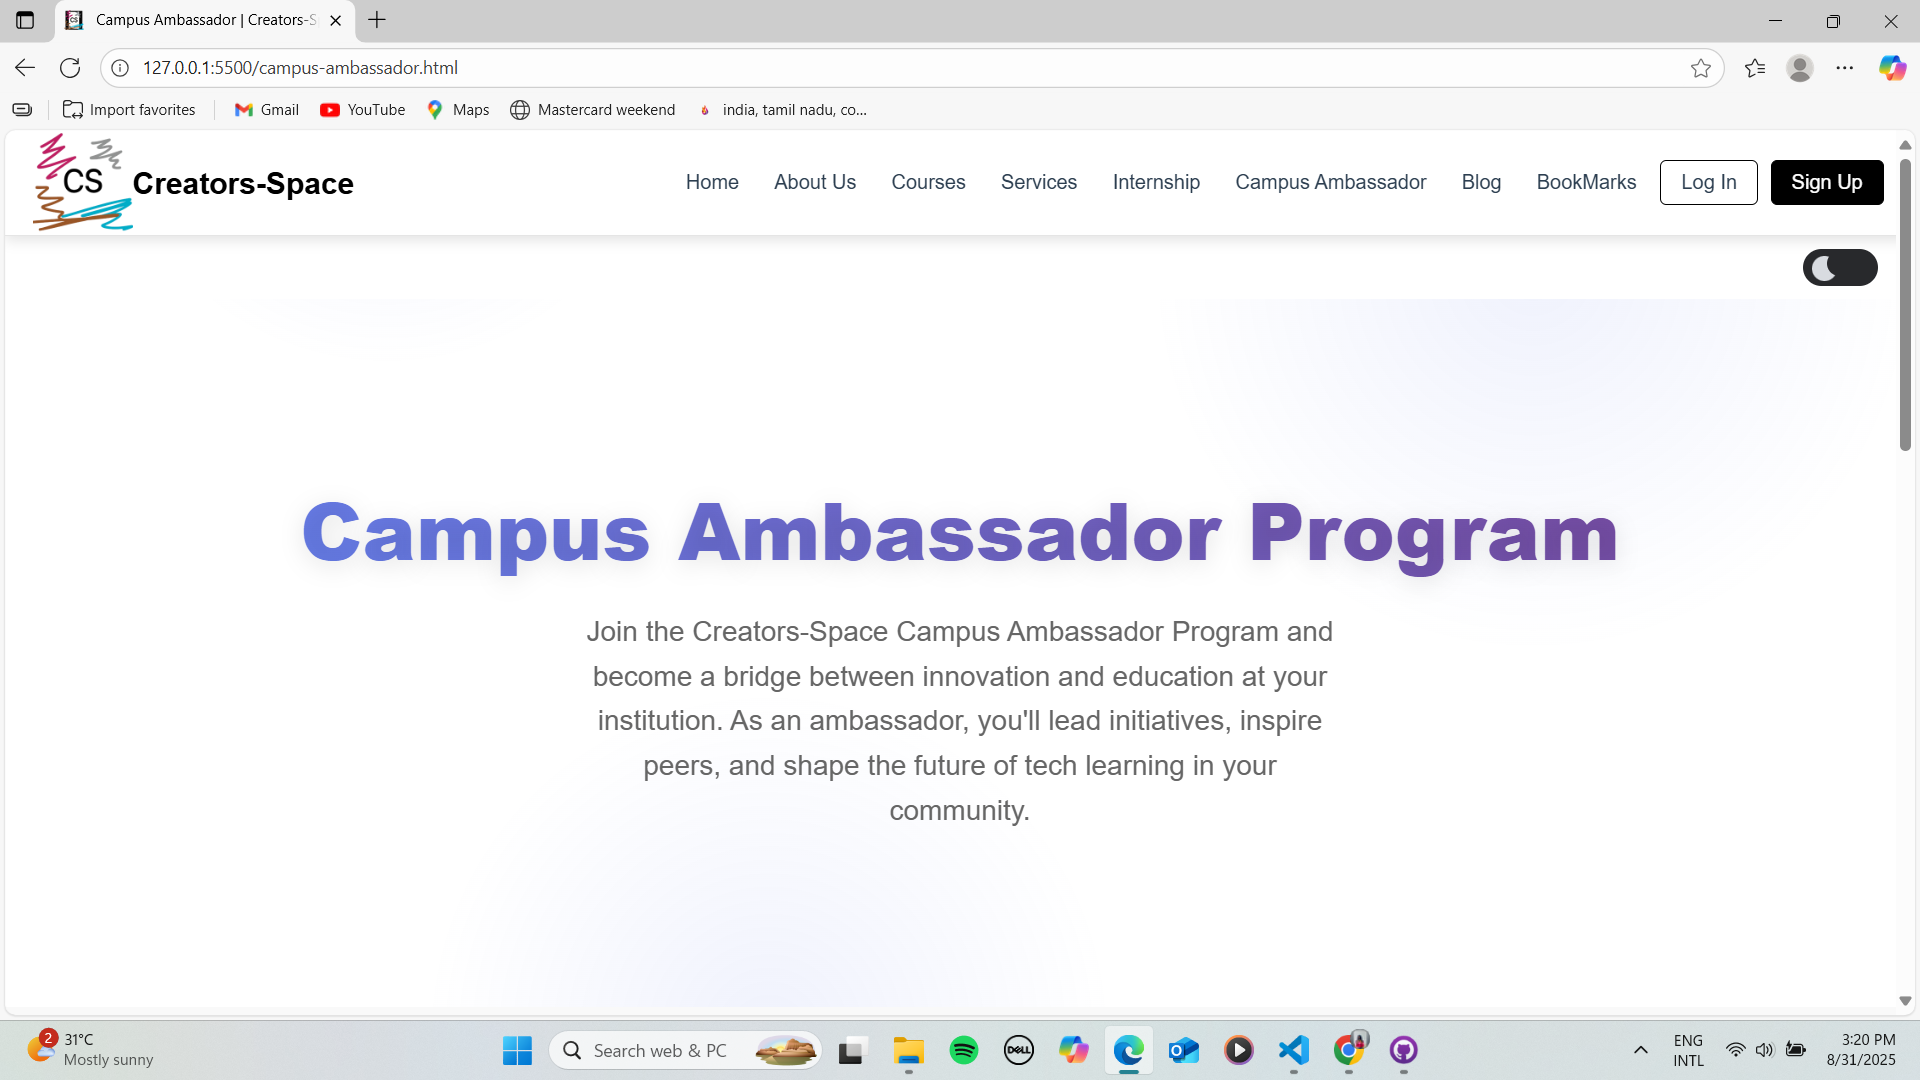 Campus Ambassador | Creators-S
127.0.0.1:5500/campus-ambassador.html
Import favorites
Gmail
YouTube
Maps
Mastercard weekend
india, tamil nadu, co...
CS Creators-Space
Home
About Us
Courses
Services
Internship
Campus Ambassador
Blog
BookMarks
Log In
Sign Up
Campus Ambassador Program
Join the Creators-Space Campus Ambassador Program and
become a bridge between innovation and education at your
institution. As an ambassador, you'll lead initiatives, inspire
peers, and shape the future of tech learning in your
community.
2
31°C
Mostly sunny
Search web & PC
DELL
ENG
INTL
3:20 PM
8/31/2025